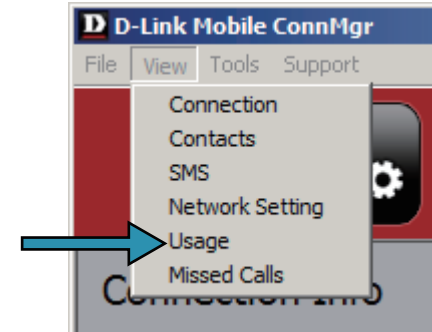 D D-Link Mobile ConnMgr
File View Tools Support
Connection
Contacts
SMS
Network Setting
Usage
Missed Calls
Connection Info